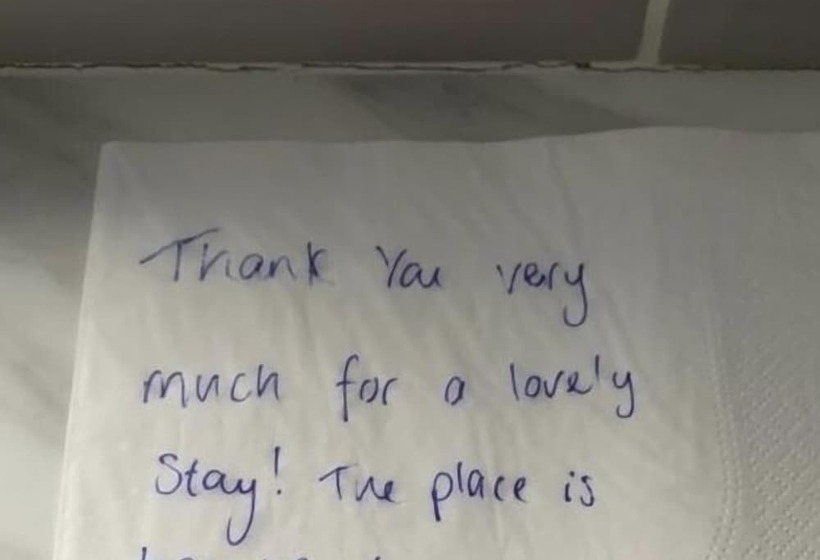 Thank You very
much for a lovely
Stay! The place is